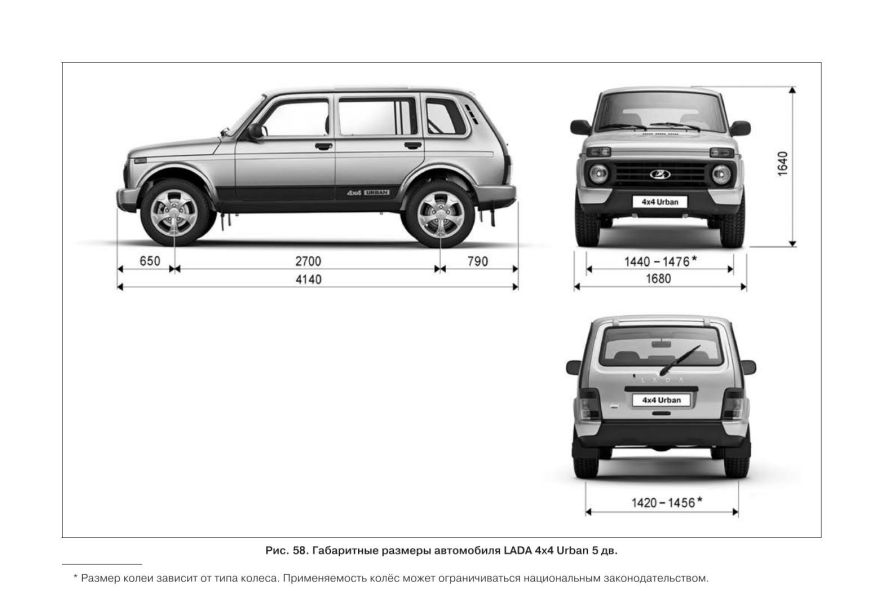 1640
4x4 URBAN
4x4 Urban
650 2700 790
1440 – 1476*
4140
1680
LADA
4x4 Urban
1420 – 1456*
Рис. 58. Габаритные размеры автомобиля LADA 4x4 Urban 5 дв.
* Размер колеи зависит от типа колеса. Применяемость колёс может ограничиваться национальным законодательством.